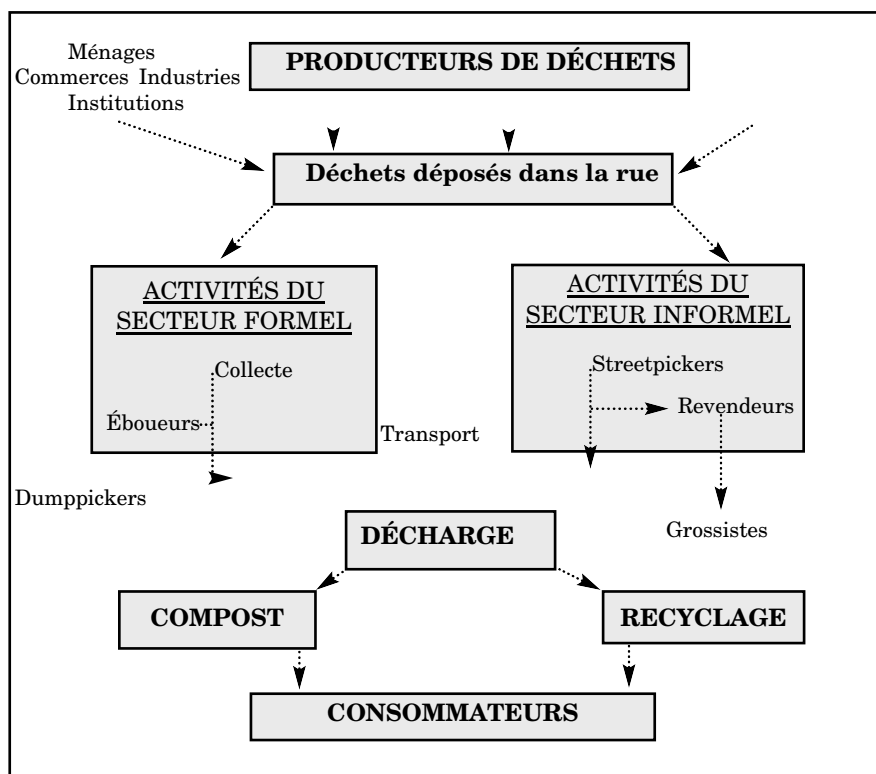 Ménages
Commerces Industries
Institutions
PRODUCTEURS DE DÉCHETS
Déchets déposés dans la rue
ACTIVITÉS DU
SECTEUR FORMEL
Collecte
Éboueurs
Transport
Dumppickers
ACTIVITÉS DU
SECTEUR INFORMEL
Streetpickers
Revendeurs
Grossistes
DÉCHARGE
COMPOST
RECYCLAGE
CONSOMMATEURS